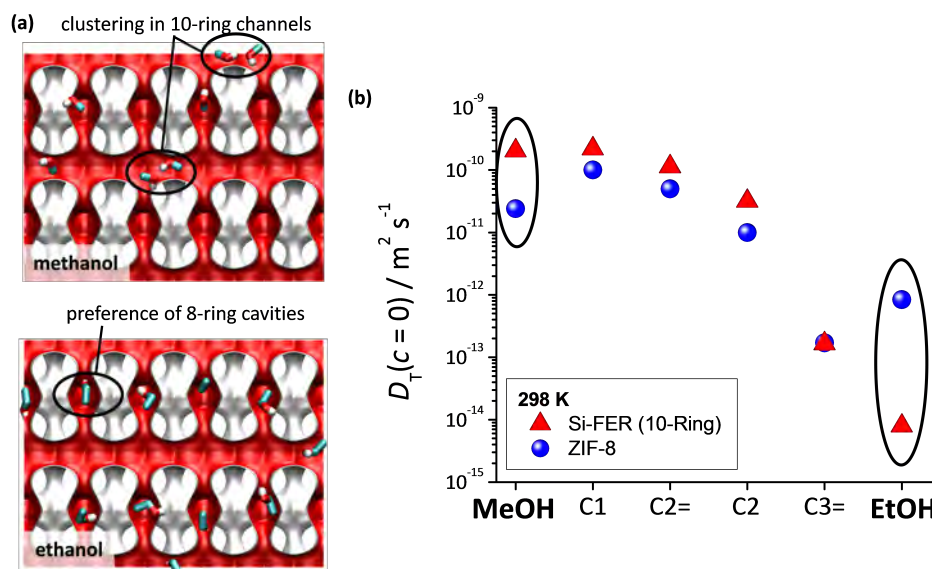 (a)
clustering in 10-ring channels
methanol
preference of 8-ring cavities
ethanol
(b)
D_T(c = 0) / m² s⁻¹
10⁻⁹
10⁻¹⁰
10⁻¹¹
10⁻¹²
10⁻¹³
10⁻¹⁴
10⁻¹⁵
298 K
Si-FER (10-Ring)
ZIF-8
MeOH C1 C2= C2 C3= EtOH